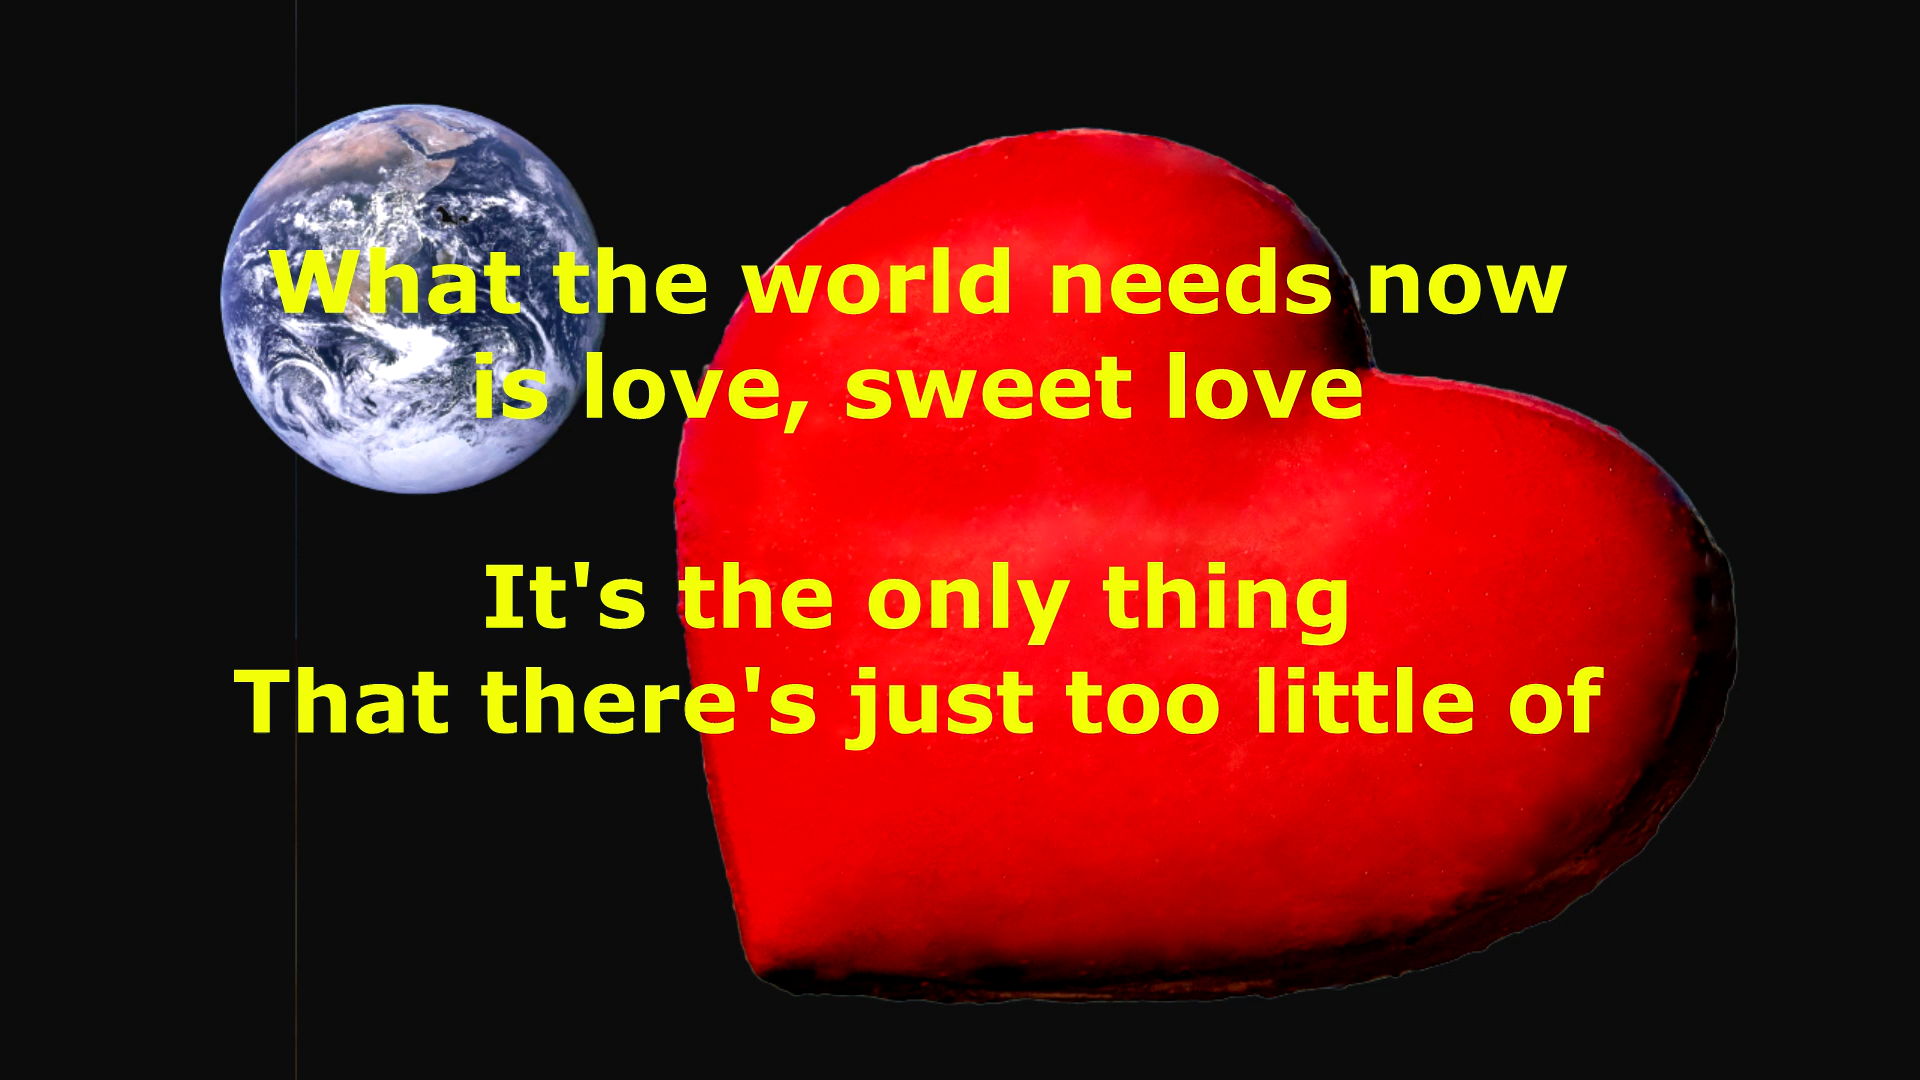 What the world needs now
is love, sweet love
It's the only thing
That there's just too little of